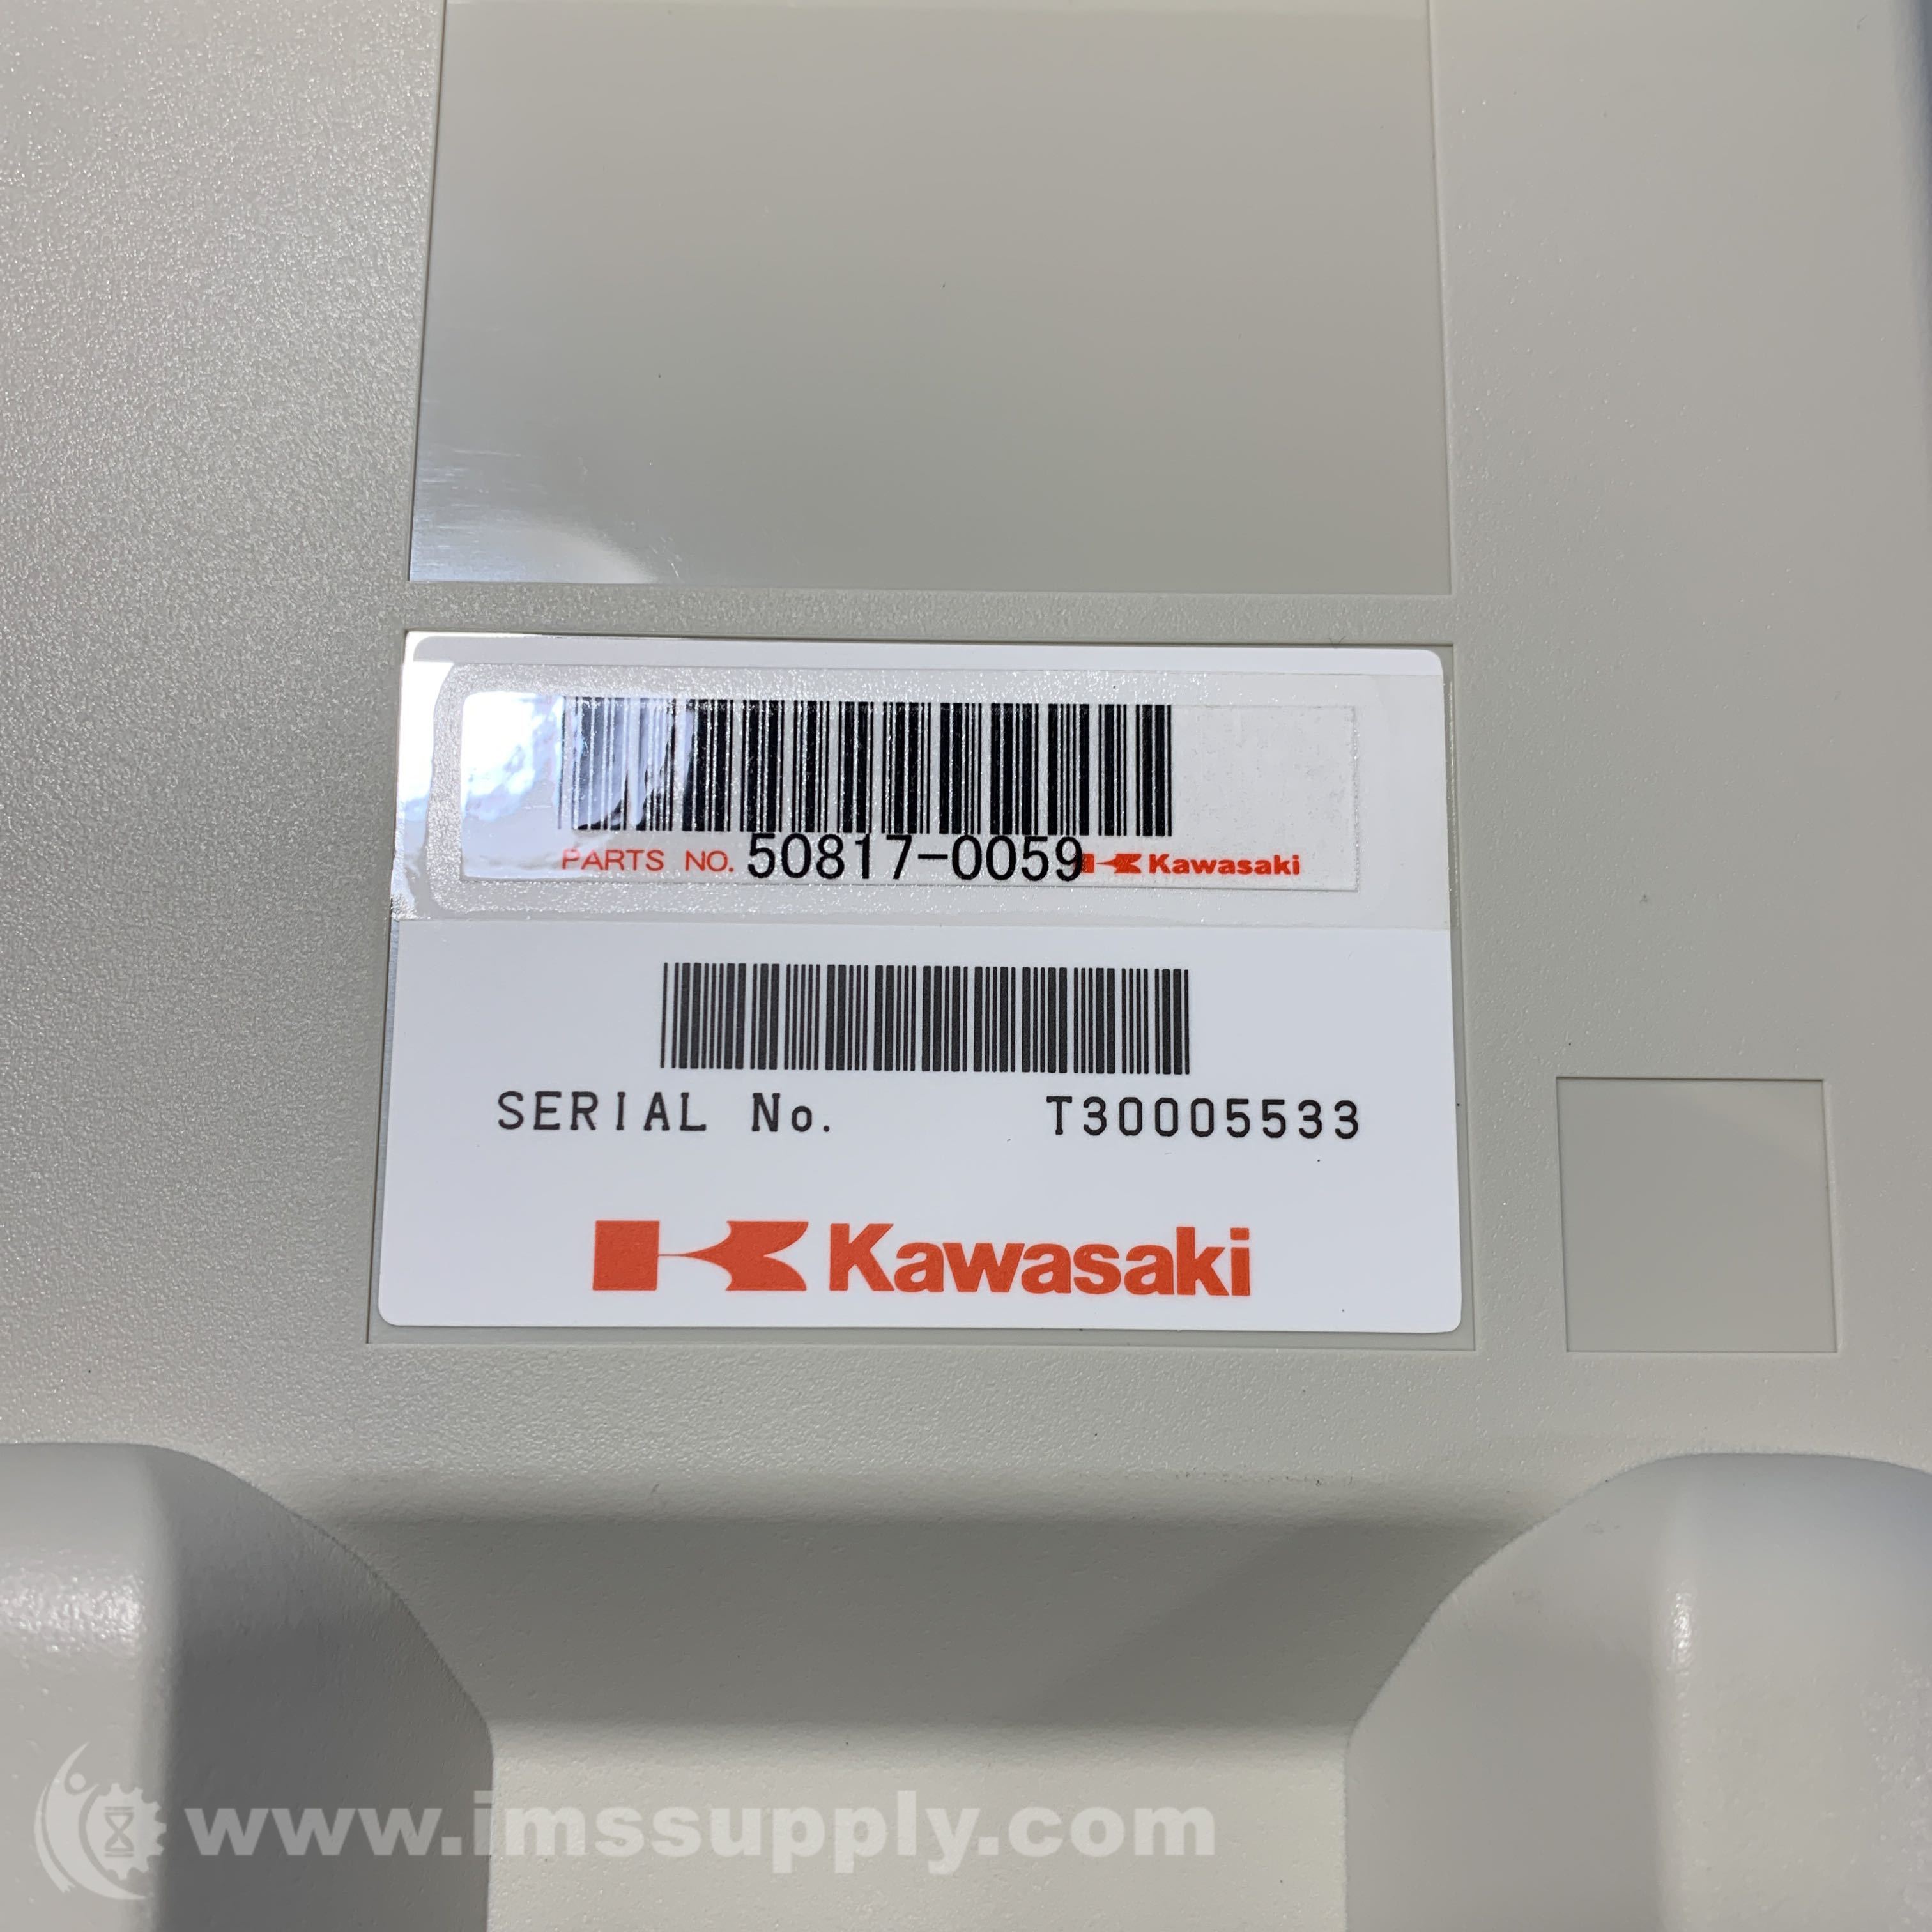 PARTS NO. 50817-0059 Kawasaki
SERIAL No. T30005533
Kawasaki
www.imssupply.com